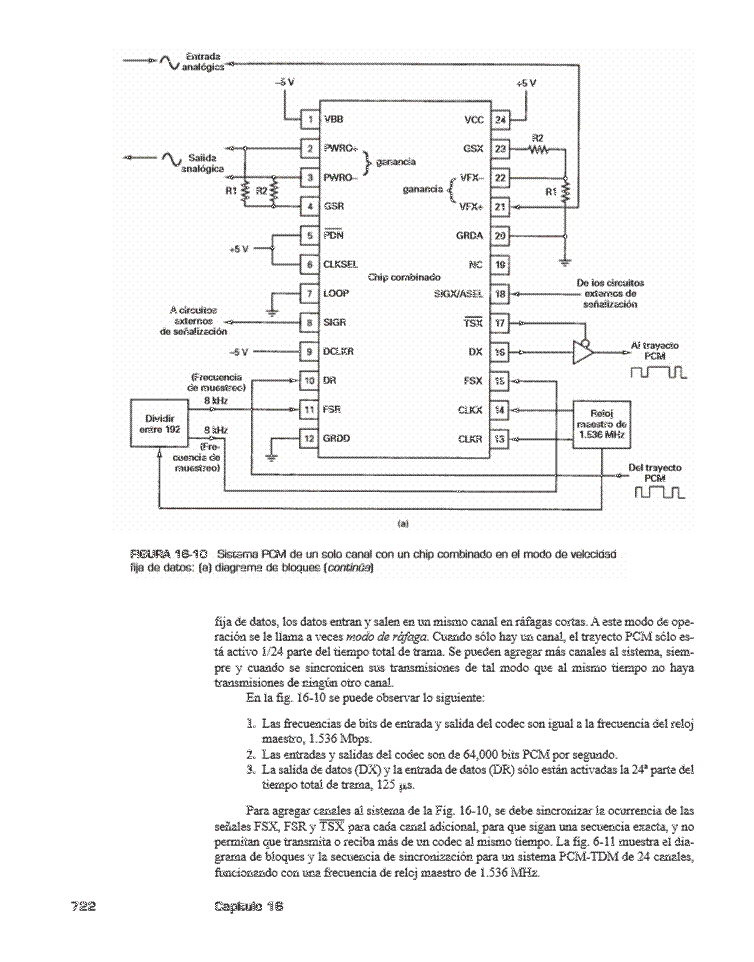 Entrada
analógica
–5 V
+5 V
1 VBB
VCC 24
R2
2 PWRO+
GSX 23
Salida
analógica
ganancia
3 PWRO–
VFX– 22
ganancia
R1 R2
R1
4 GSR
VFX+ 21
5 PDN
GRDA 20
+5 V
6 CLKSEL
NC 19
Chip combinado
7 LOOP
SIGX/ASEL 18
De los circuitos
externos de
señalización
A circuitos
externos
de señalización
8 SIGR
TSX 17
–5 V
9 DCLKR
DX 16
Al trayecto
PCM
(Frecuencia
de muestreo)
10 DR
FSX 15
8 kHz
11 FSR
CLKX 14
Dividir
entre 192
Reloj
maestro de
1.536 MHz
8 kHz
12 GRDD
CLKR 13
(Fre-
cuencia de
muestreo)
Del trayecto
PCM
(a)
FIGURA 16-10 Sistema PCM de un solo canal con un chip combinado en el modo de velocidad
fija de datos: (a) diagrama de bloques (continúa)
fija de datos, los datos entran y salen en un mismo canal en ráfagas cortas. A este modo de ope-
ración se le llama a veces modo de ráfaga. Cuando sólo hay un canal, el trayecto PCM sólo es-
tá activo 1/24 parte del tiempo total de trama. Se pueden agregar más canales al sistema, siem-
pre y cuando se sincronicen sus transmisiones de tal modo que al mismo tiempo no haya
transmisiones de ningún otro canal.
En la fig. 16-10 se puede observar lo siguiente:
1. Las frecuencias de bits de entrada y salida del codec son igual a la frecuencia del reloj
maestro, 1.536 Mbps.
2. Las entradas y salidas del codec son de 64,000 bits PCM por segundo.
3. La salida de datos (DX) y la entrada de datos (DR) sólo están activadas la 24ª parte del
tiempo total de trama, 125 μs.
Para agregar canales al sistema de la Fig. 16-10, se debe sincronizar la ocurrencia de las
señales FSX, FSR y TSX para cada canal adicional, para que sigan una secuencia exacta, y no
permitan que transmita o reciba más de un codec al mismo tiempo. La fig. 6-11 muestra el dia-
grama de bloques y la secuencia de sincronización para un sistema PCM-TDM de 24 canales,
funcionando con una frecuencia de reloj maestro de 1.536 MHz.
722 Capítulo 16